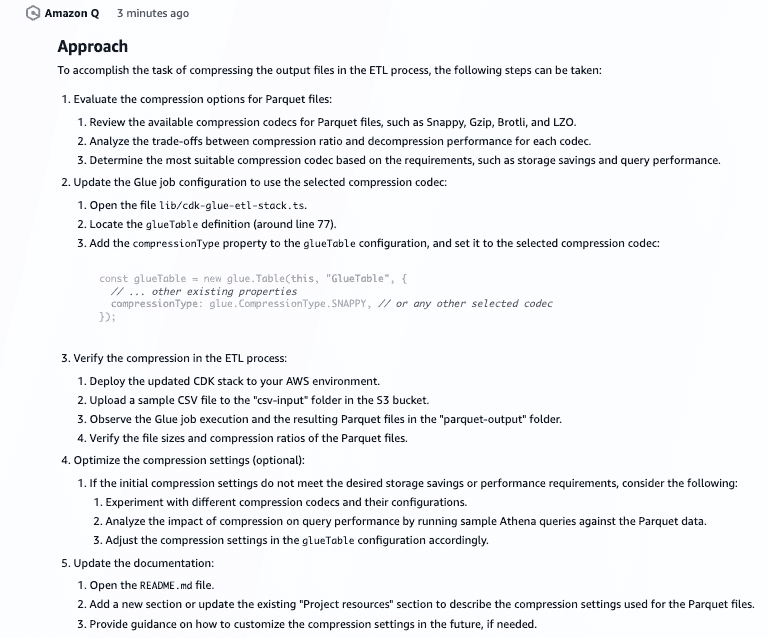 Amazon Q 3 minutes ago
Approach
To accomplish the task of compressing the output files in the ETL process, the following steps can be taken:
1. Evaluate the compression options for Parquet files:
1. Review the available compression codecs for Parquet files, such as Snappy, Gzip, Brotli, and LZO.
2. Analyze the trade-offs between compression ratio and decompression performance for each codec.
3. Determine the most suitable compression codec based on the requirements, such as storage savings and query performance.
2. Update the Glue job configuration to use the selected compression codec:
1. Open the file lib/cdk-glue-etl-stack.ts.
2. Locate the glueTable definition (around line 77).
3. Add the compressionType property to the glueTable configuration, and set it to the selected compression codec:
const glueTable = new glue.Table(this, "GlueTable", {
// ... other existing properties
compressionType: glue.CompressionType.SNAPPY, // or any other selected codec
});
3. Verify the compression in the ETL process:
1. Deploy the updated CDK stack to your AWS environment.
2. Upload a sample CSV file to the "csv-input" folder in the S3 bucket.
3. Observe the Glue job execution and the resulting Parquet files in the "parquet-output" folder.
4. Verify the file sizes and compression ratios of the Parquet files.
4. Optimize the compression settings (optional):
1. If the initial compression settings do not meet the desired storage savings or performance requirements, consider the following:
1. Experiment with different compression codecs and their configurations.
2. Analyze the impact of compression on query performance by running sample Athena queries against the Parquet data.
3. Adjust the compression settings in the glueTable configuration accordingly.
5. Update the documentation:
1. Open the README.md file.
2. Add a new section or update the existing "Project resources" section to describe the compression settings used for the Parquet files.
3. Provide guidance on how to customize the compression settings in the future, if needed.